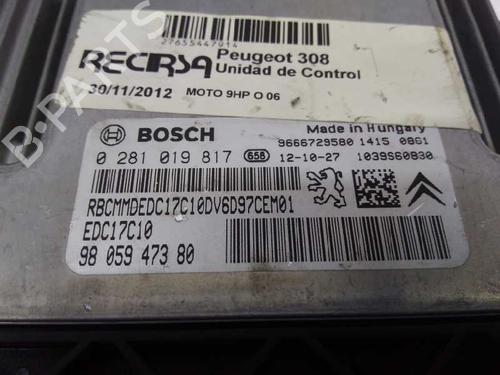 27655447914
RECIRSA
Peugeot 308
Unidad de Control
30/11/2012 MOTO 9HP O 06
BOSCH
Made in Hungary
9666729580 1415 0861
0 281 019 817 658 12-10-27 1039S60830
RBCMMDEDC17C10DV6D97CEM01
EDC17C10
98 059 473 80